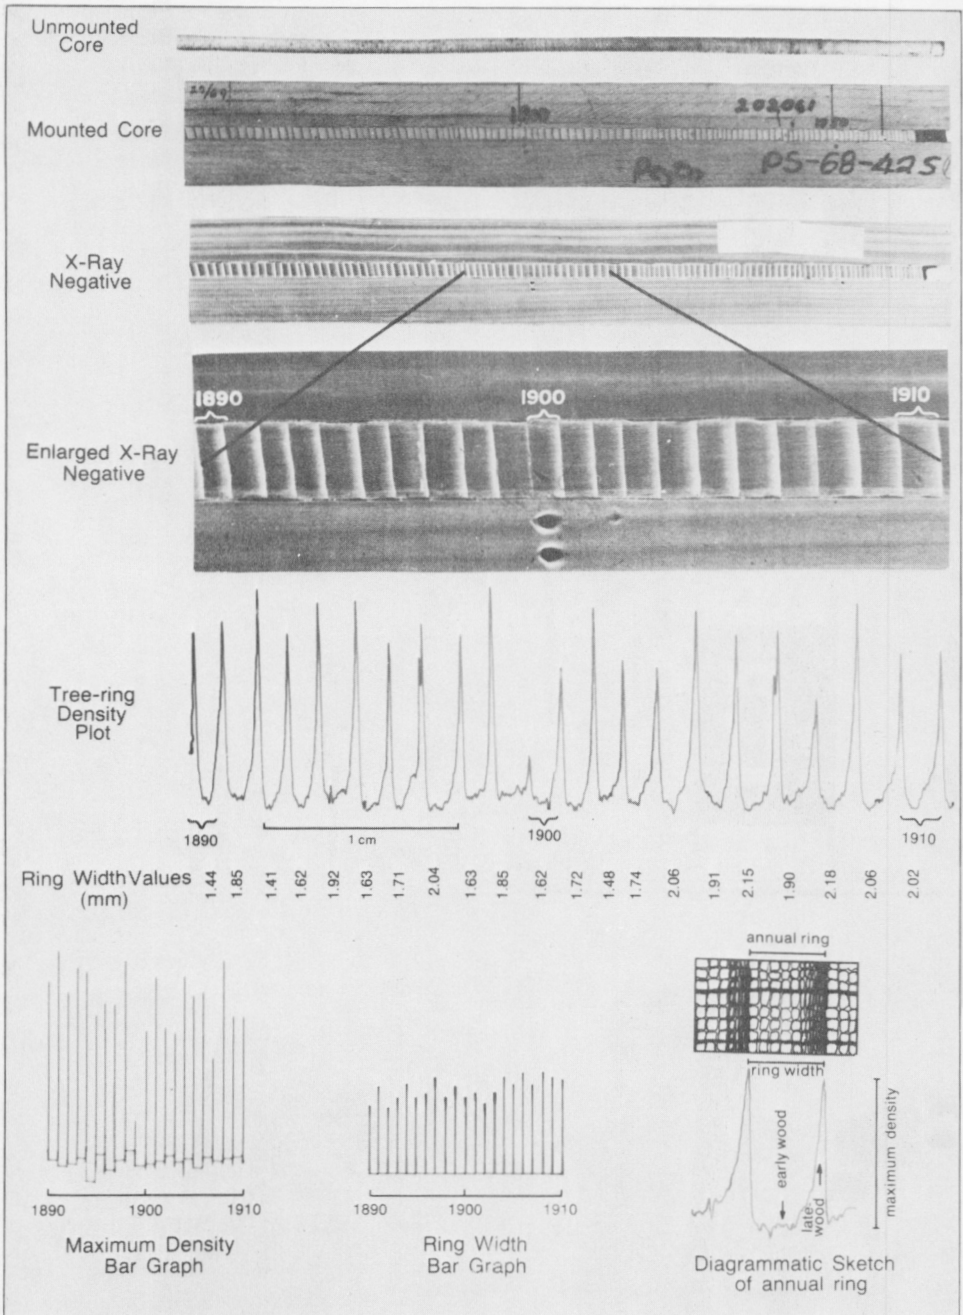 Unmounted
Core
Mounted Core
1900
202061
PS-68-42S
X-Ray
Negative
1890
1900
1910
Enlarged X-Ray
Negative
Tree-ring
Density
Plot
1890
1 cm
1900
1910
Ring Width Values
(mm)
1.44
1.85
1.41
1.62
1.92
1.63
1.71
2.04
1.63
1.85
1.62
1.72
1.48
1.74
2.06
1.91
2.15
1.90
2.18
2.06
2.02
annual ring
ring width
early wood
late-
wood
maximum density
1890
1900
1910
Maximum Density
Bar Graph
1890
1900
1910
Ring Width
Bar Graph
Diagrammatic Sketch
of annual ring